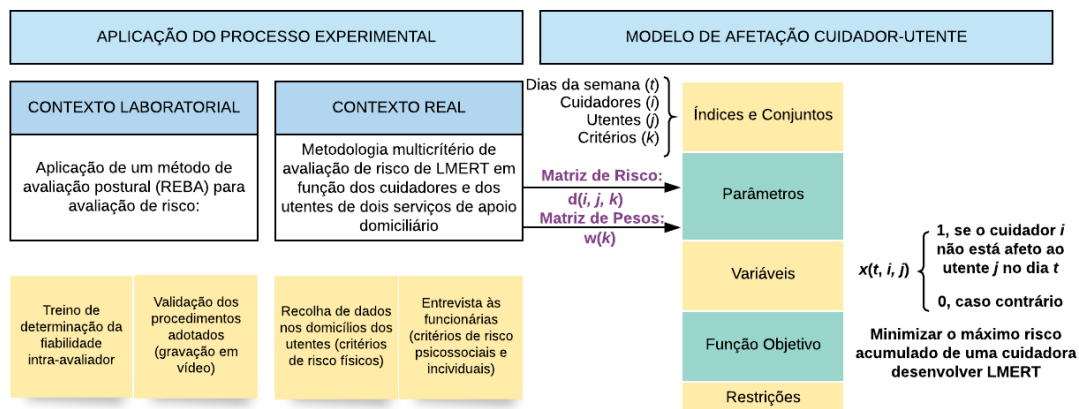 APLICAÇÃO DO PROCESSO EXPERIMENTAL
MODELO DE AFETAÇÃO CUIDADOR-UTENTE
CONTEXTO LABORATORIAL
Aplicação de um método de
avaliação postural (REBA) para
avaliação de risco:
CONTEXTO REAL
Metodologia multicrítério de
avaliação de risco de LMERT em
função dos cuidadores e dos
utentes de dois serviços de apoio
domiciliário
Treino de
determinação da
fiabilidade
intra-avaliador
Validação dos
procedimentos
adotados
(gravação em
vídeo)
Recolha de dados
nos domicílios dos
utentes (critérios
de risco físicos)
Entrevista às
funcionárias
(critérios de risco
psicossociais e
incividuais)
Dias da semana (t)
Cuidadores (i)
Utentes (j)
Critérios (k)
Matriz de Risco:
d(i, j, k)
Matriz de Pesos:
w(k)
Índices e Conjuntos
Parâmetros
Variáveis
Função Objetivo
Restrições
x(t, i, j)
1, se o cuidador i
não está afeto ao
utente j no dia t
0, caso contrário
Minimizar o máximo risco
acumulado de uma cuidadora
desenvolver LMERT